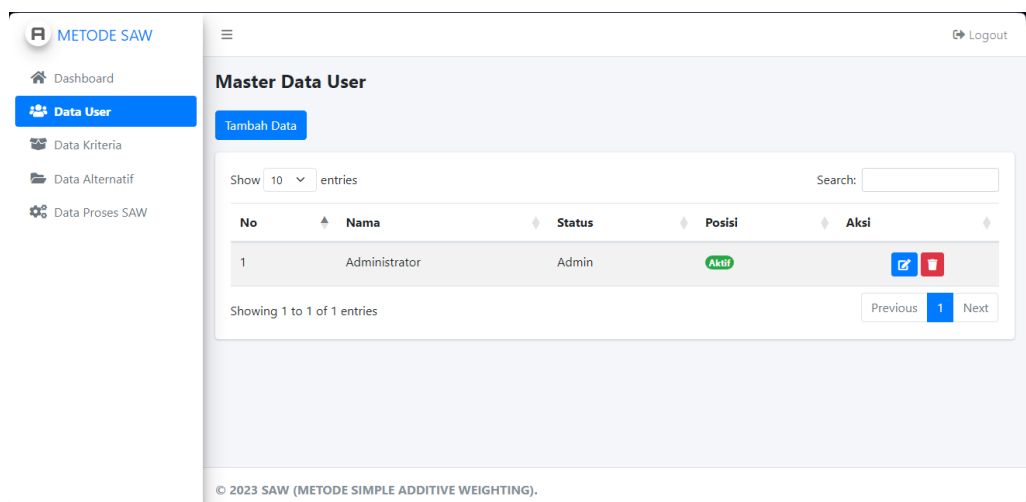 METODE SAW
Logout
Dashboard
Data User
Data Kriteria
Data Alternatif
Data Proses SAW
Master Data User
Tambah Data
Show 10 entries Search:
No Nama Status Posisi Aksi
1 Administrator Admin Aktif
Showing 1 to 1 of 1 entries Previous 1 Next
© 2023 SAW (METODE SIMPLE ADDITIVE WEIGHTING).